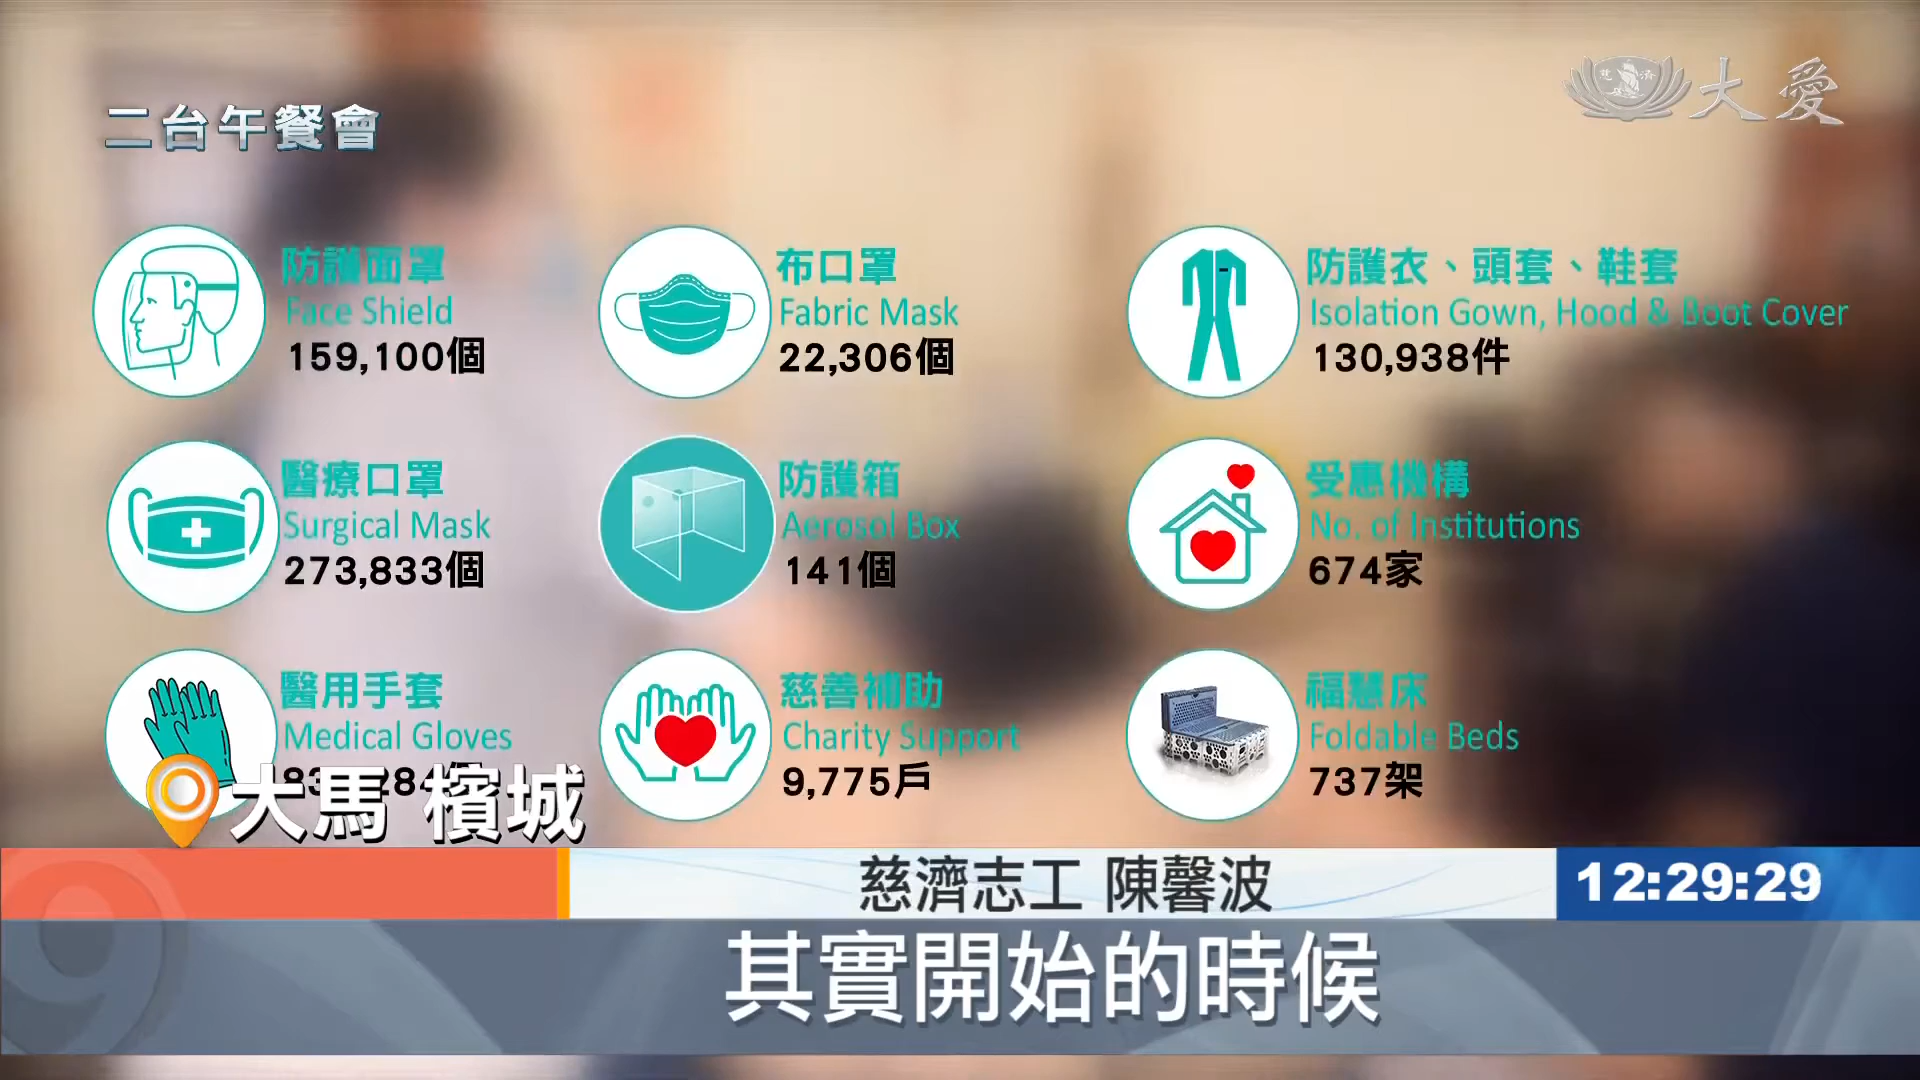 二台午餐會
慈濟
大愛
防護面罩
Face Shield
159,100個
布口罩
Fabric Mask
22,306個
防護衣、頭套、鞋套
Isolation Gown, Hood & Boot Cover
130,938件
醫療口罩
Surgical Mask
273,833個
防護箱
Aerosol Box
141個
受惠機構
No. of Institutions
674家
醫用手套
Medical Gloves
慈善補助
Charity Support
9,775戶
福慧床
Foldable Beds
737架
大馬 檳城
慈濟志工 陳馨波
12:29:29
其實開始的時候